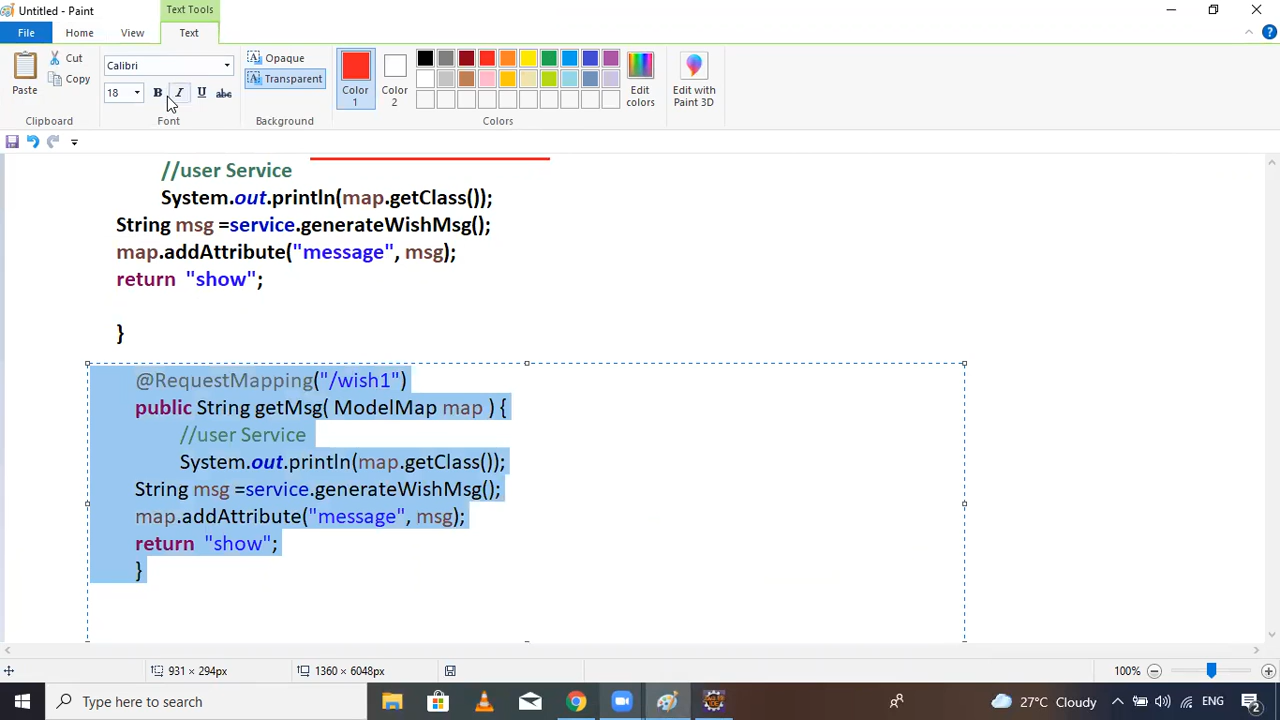 Untitled - Paint
Text Tools
File
Home
View
Text
Paste
Cut
Copy
Clipboard
Calibri
18
B
I
U
abc
Font
Opaque
Transparent
Background
Color
1
Color
2
Edit
colors
Colors
Edit with
Paint 3D
//user Service
System.out.println(map.getClass());
String msg =service.generateWishMsg();
map.addAttribute("message", msg);
return "show";
}
@RequestMapping("/wish1")
public String getMsg( ModelMap map ) {
//user Service
System.out.println(map.getClass());
String msg =service.generateWishMsg();
map.addAttribute("message", msg);
return "show";
}
931 × 294px
1360 × 6048px
100%
Type here to search
27°C Cloudy
ENG
2